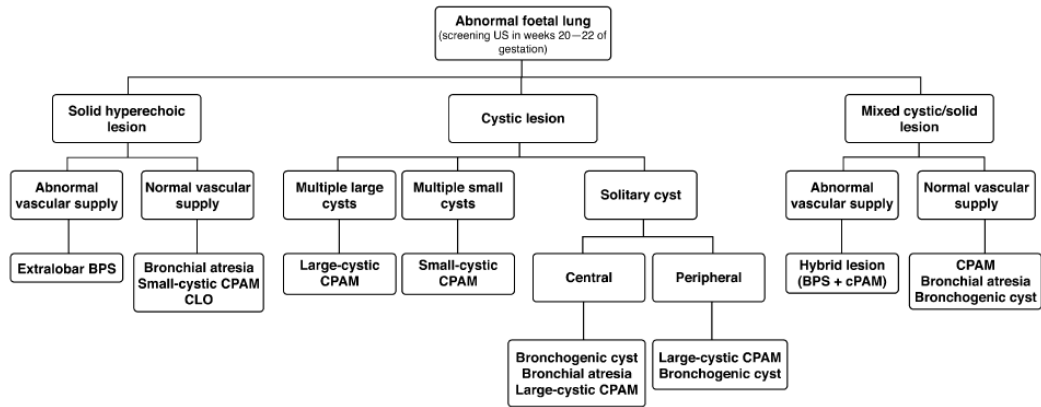 Abnormal foetal lung
(screening US in weeks 20—22 of
gestation)
Solid hyperechoic
lesion
Cystic lesion
Mixed cystic/solid
lesion
Abnormal
vascular supply
Normal vascular
supply
Multiple large
cysts
Multiple small
cysts
Solitary cyst
Abnormal
vascular supply
Normal vascular
supply
Extralobar BPS
Bronchial atresia
Small-cystic CPAM
CLO
Large-cystic
CPAM
Small-cystic
CPAM
Central
Peripheral
Hybrid lesion
(BPS + cPAM)
CPAM
Bronchial atresia
Bronchogenic cyst
Bronchogenic cyst
Bronchial atresia
Large-cystic CPAM
Large-cystic CPAM
Bronchogenic cyst